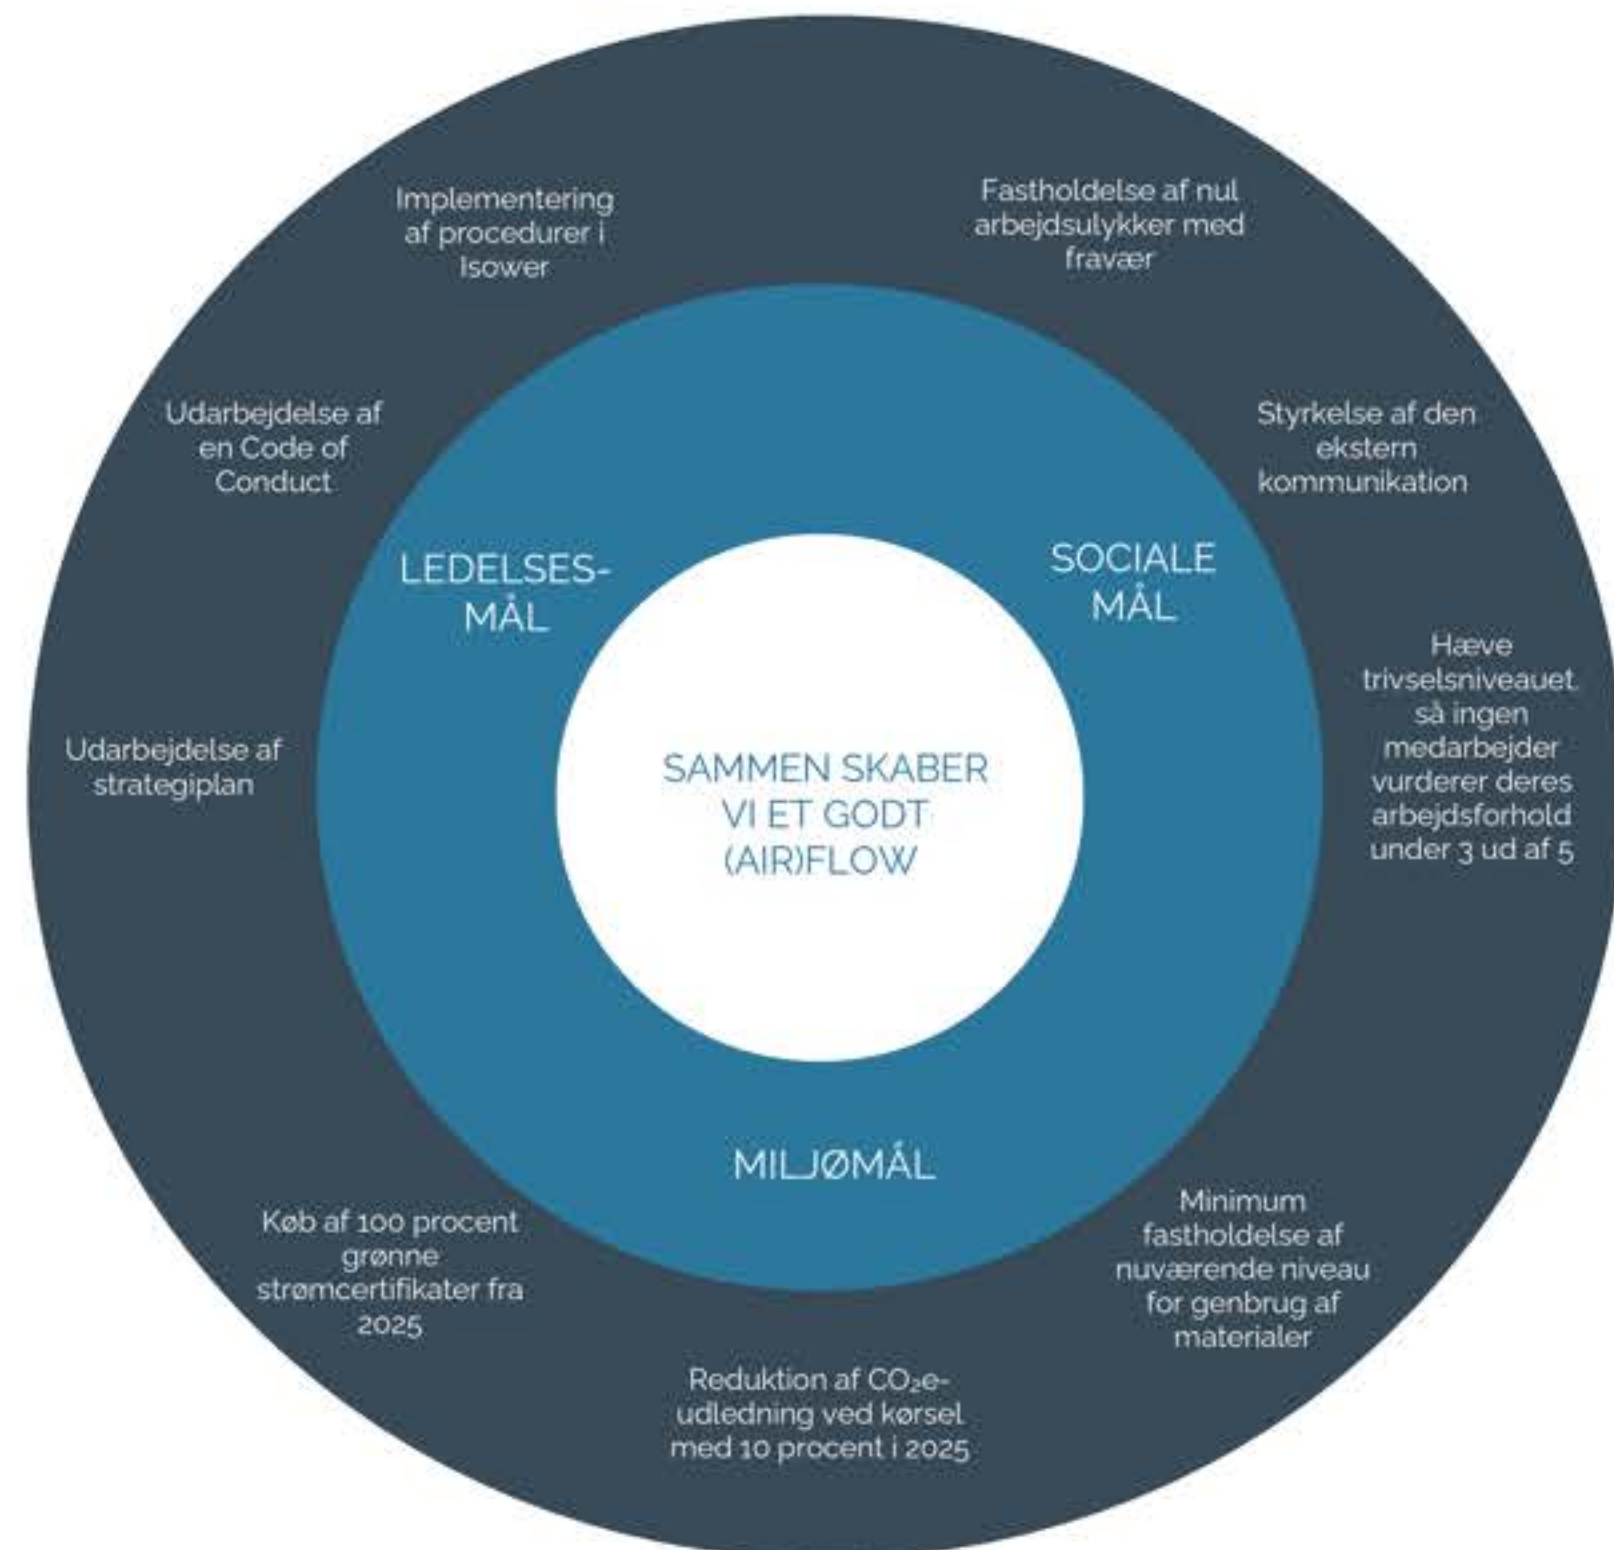 Implementering
af procedurer i
Isower
Fastholdelse af nul
arbejdsulykker med
fravær
Udarbejdelse af
en Code of
Conduct
Styrkelse af den
ekstern
kommunikation
LEDELSES-
MÅL
SOCIALE
MÅL
Hæve
trivselsniveauet.
så ingen
medarbejder
vurderer deres
arbejdsforhold
under 3 ud af 5
Udarbejdelse af
strategiplan
SAMMEN SKABER
VI ET GODT
(AIR)FLOW
MILJØMÅL
Køb af 100 procent
grønne
strømcertifikater fra
2025
Minimum
fastholdelse af
nuværende niveau
for genbrug af
materialer
Reduktion af CO₂e-
udledning ved kørsel
med 10 procent i 2025